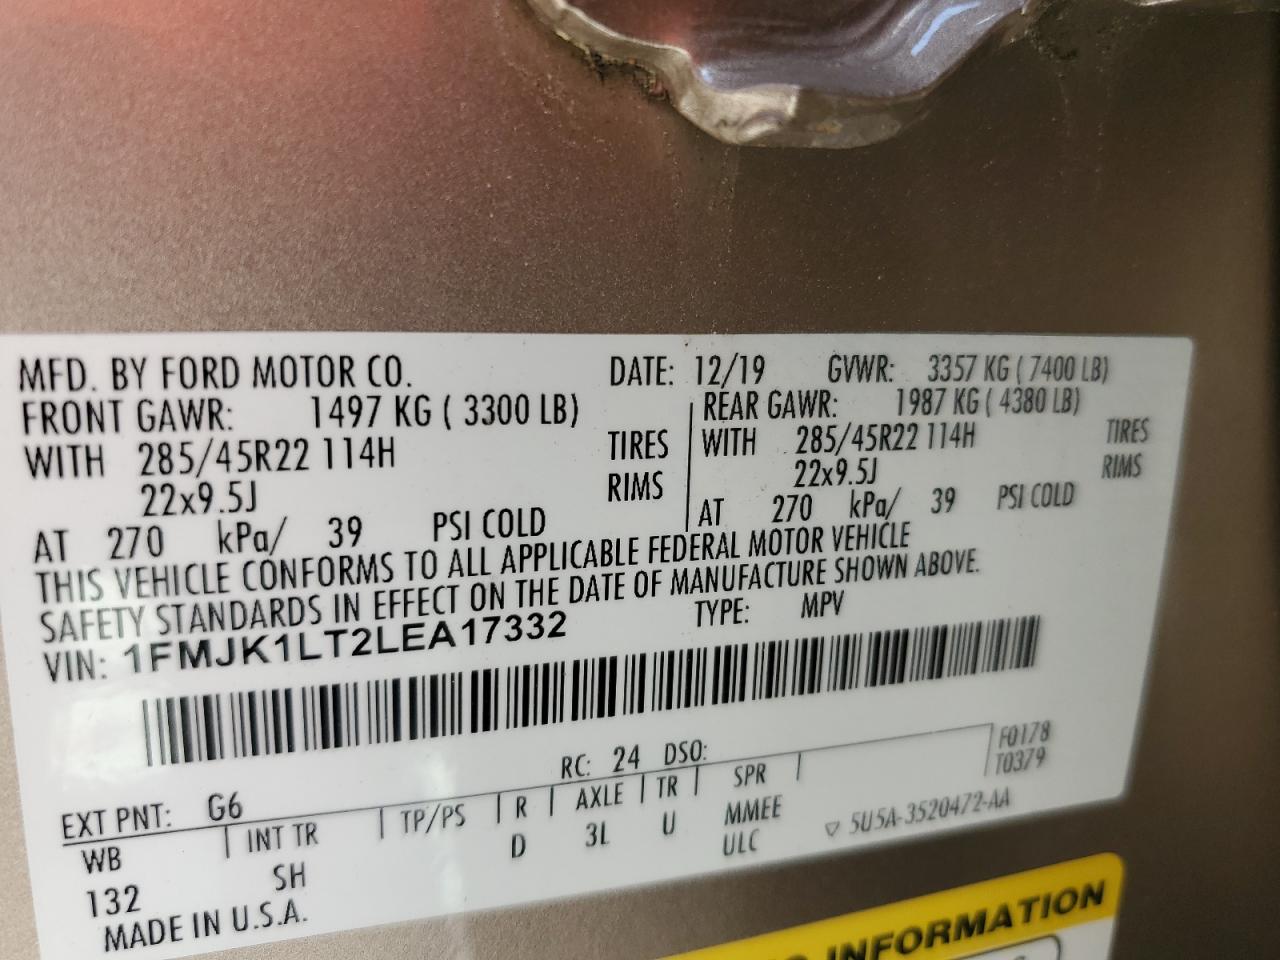 MFD. BY FORD MOTOR CO. DATE: 12/19 GVWR: 3357 KG ( 7400 LB)
FRONT GAWR: 1497 KG ( 3300 LB) REAR GAWR: 1987 KG ( 4380 LB)
WITH 285/45R22 114H TIRES WITH 285/45R22 114H TIRES
22x9.5J RIMS 22x9.5J RIMS
AT 270 kPa/ 39 PSI COLD AT 270 kPa/ 39 PSI COLD
THIS VEHICLE CONFORMS TO ALL APPLICABLE FEDERAL MOTOR VEHICLE
SAFETY STANDARDS IN EFFECT ON THE DATE OF MANUFACTURE SHOWN ABOVE.
VIN: 1FMJK1LT2LEA17332 TYPE: MPV
EXT PNT: G6 RC: 24 DSO: F0178
T0379
WB INT TR TP/PS R AXLE TR SPR
132 SH D 3L U MMEE
ULC
▽ 5U5A-3520472-AA
MADE IN U.S.A.
INFORMATION